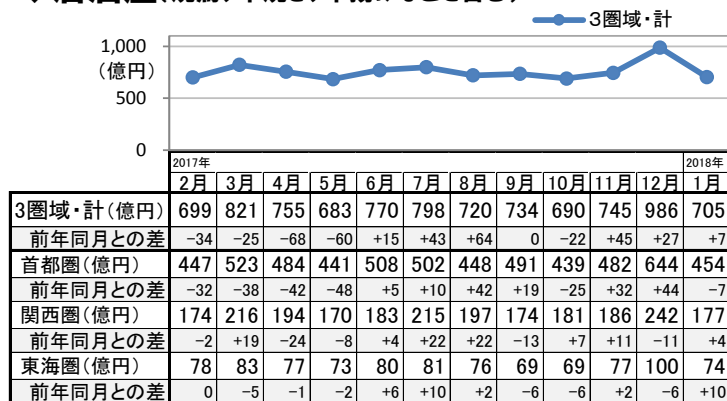 3圏域・計
1,000
（億円）
500
0
2017年 2018年
2月 3月 4月 5月 6月 7月 8月 9月 10月 11月 12月 1月
3圏域・計（億円） 699 821 755 683 770 798 720 734 690 745 986 705
前年同月との差 −34 −25 −68 −60 +15 +43 +64 0 −22 +45 +27 +7
首都圏（億円） 447 523 484 441 508 502 448 491 439 482 644 454
前年同月との差 −32 −38 −42 −48 +5 +10 +42 +19 −25 +32 +44 −7
関西圏（億円） 174 216 194 170 183 215 197 174 181 186 242 177
前年同月との差 −2 +19 −24 −8 +4 +22 +22 −13 +7 +11 −11 +4
東海圏（億円） 78 83 77 73 80 81 76 69 69 77 100 74
前年同月との差 0 −5 −1 −2 +6 +10 +2 −6 −6 +2 −6 +10